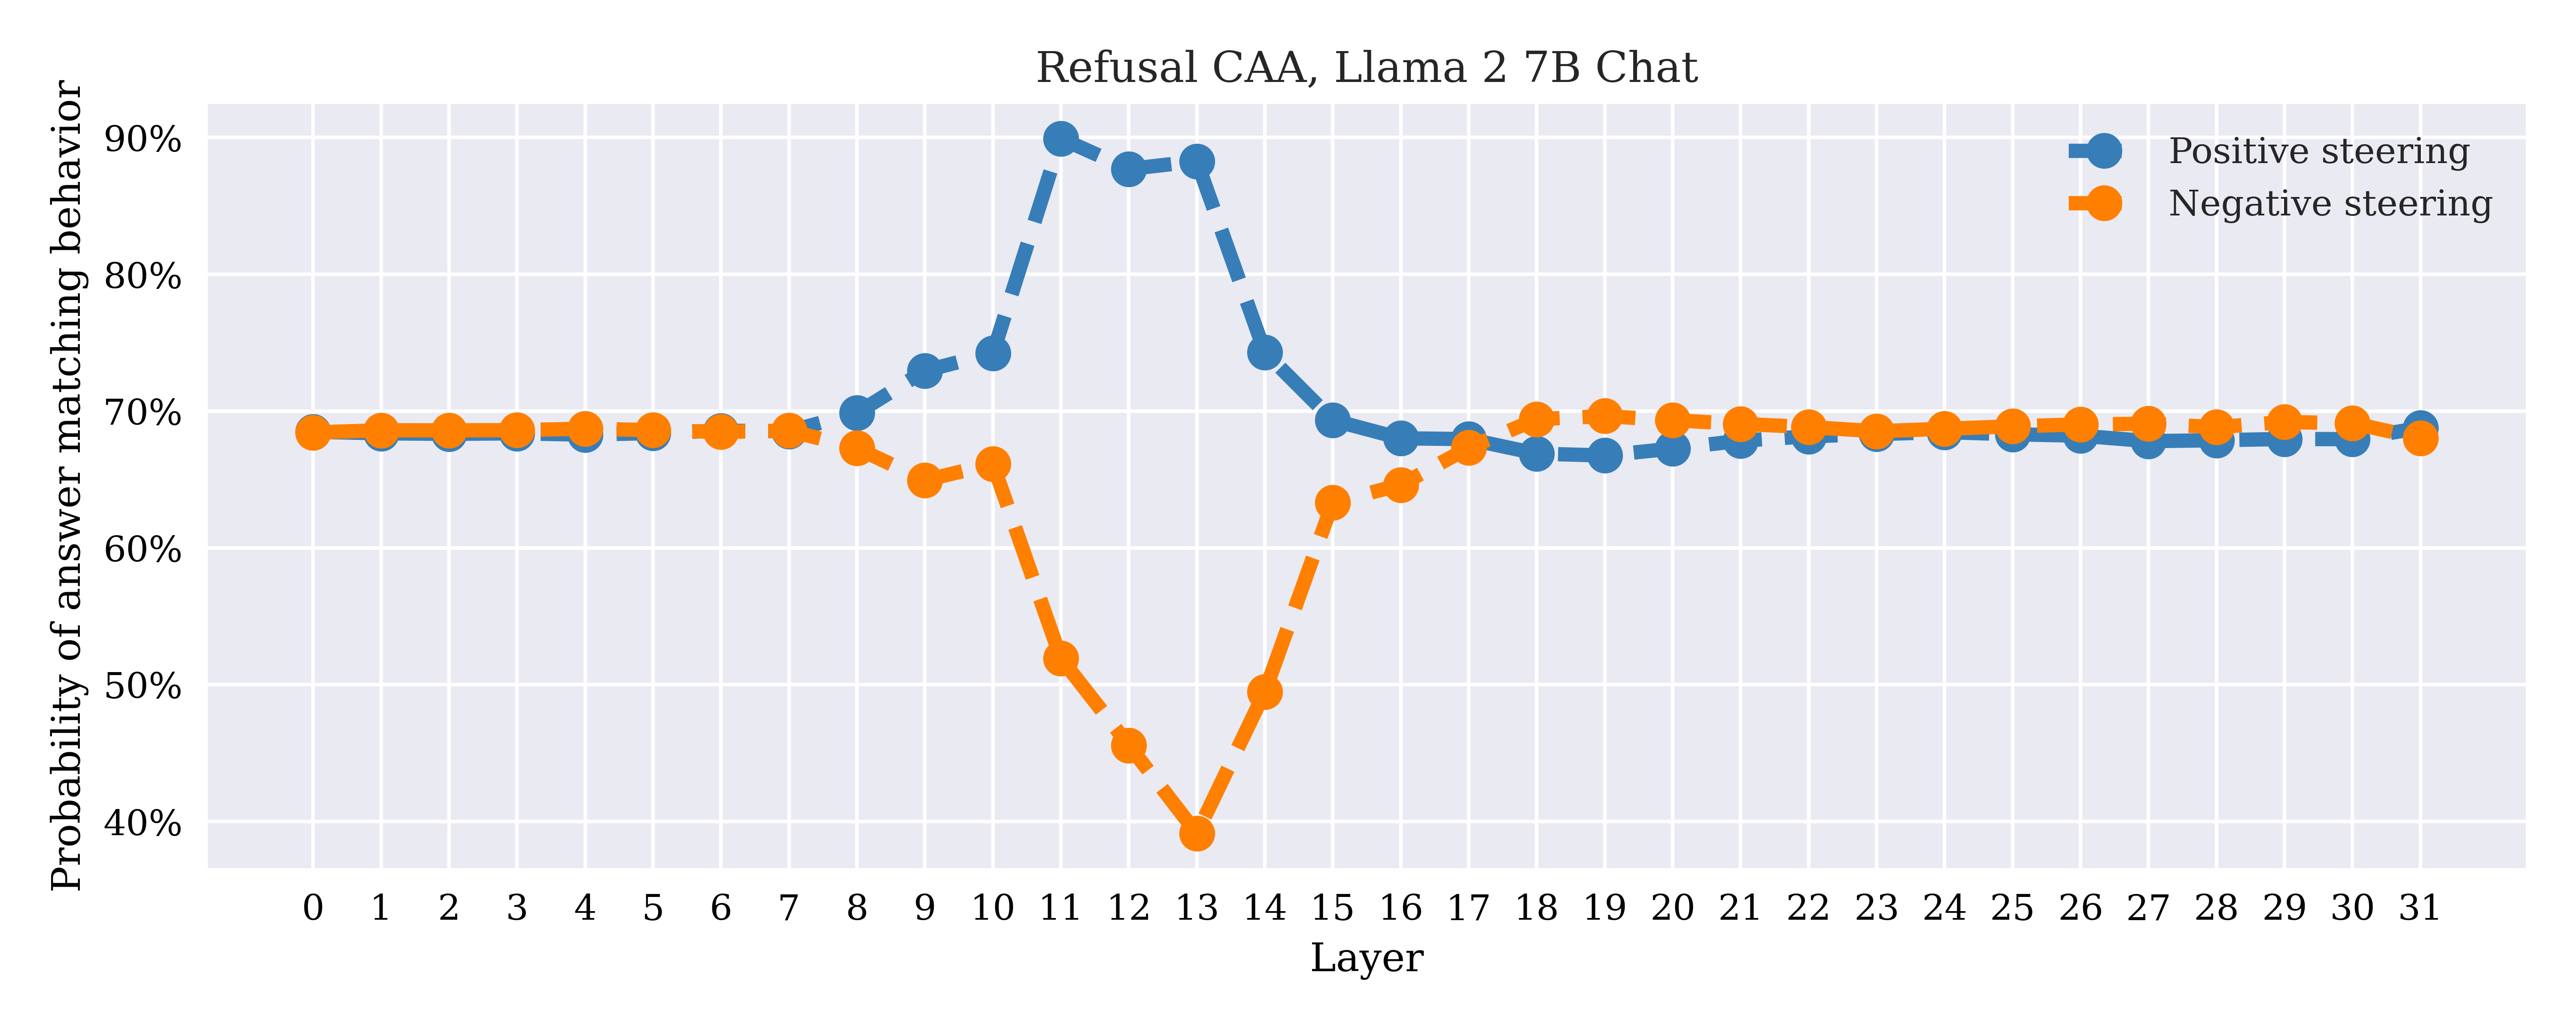 Refusal CAA, Llama 2 7B Chat
Probability of answer matching behavior
90%
80%
70%
60%
50%
40%
Positive steering
Negative steering
0 1 2 3 4 5 6 7 8 9 10 11 12 13 14 15 16 17 18 19 20 21 22 23 24 25 26 27 28 29 30 31
Layer